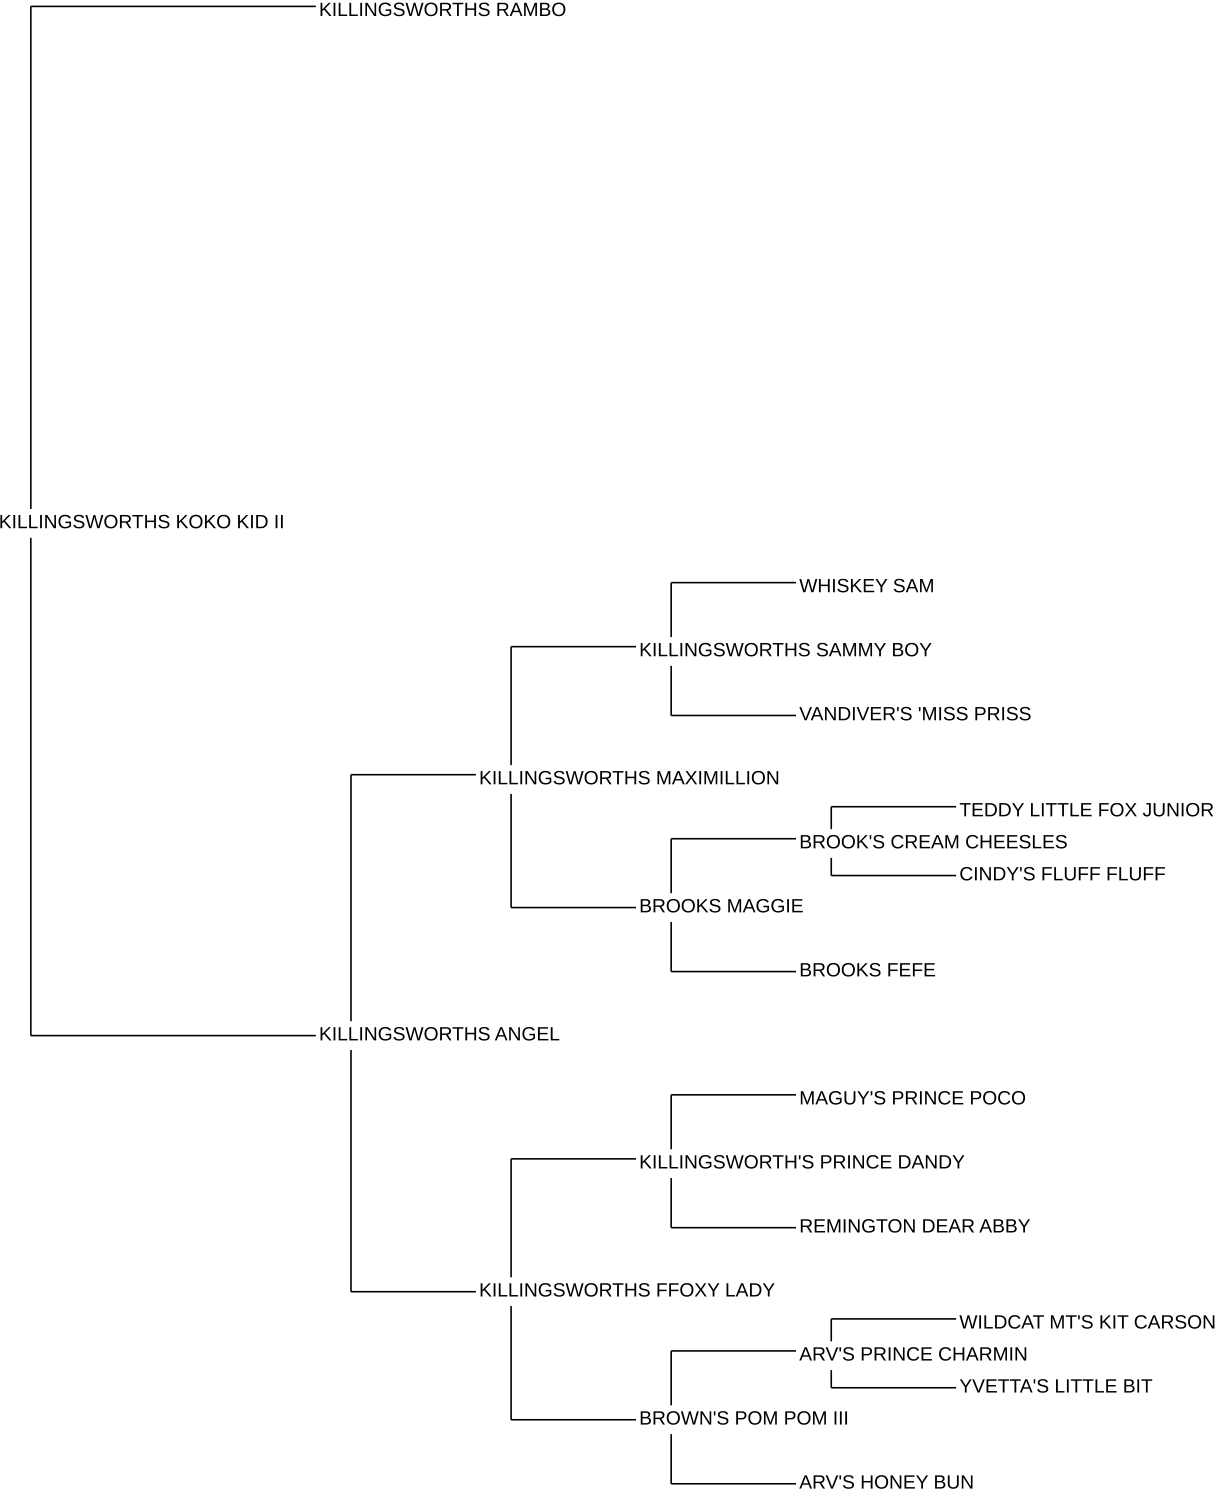 KILLINGSWORTHS RAMBO
KILLINGSWORTHS KOKO KID II
WHISKEY SAM
KILLINGSWORTHS SAMMY BOY
VANDIVER'S 'MISS PRISS
KILLINGSWORTHS MAXIMILLION
TEDDY LITTLE FOX JUNIOR
BROOK'S CREAM CHEESLES
CINDY'S FLUFF FLUFF
BROOKS MAGGIE
BROOKS FEFE
KILLINGSWORTHS ANGEL
MAGUY'S PRINCE POCO
KILLINGSWORTH'S PRINCE DANDY
REMINGTON DEAR ABBY
KILLINGSWORTHS FFOXY LADY
WILDCAT MT'S KIT CARSON
ARV'S PRINCE CHARMIN
YVETTA'S LITTLE BIT
BROWN'S POM POM III
ARV'S HONEY BUN